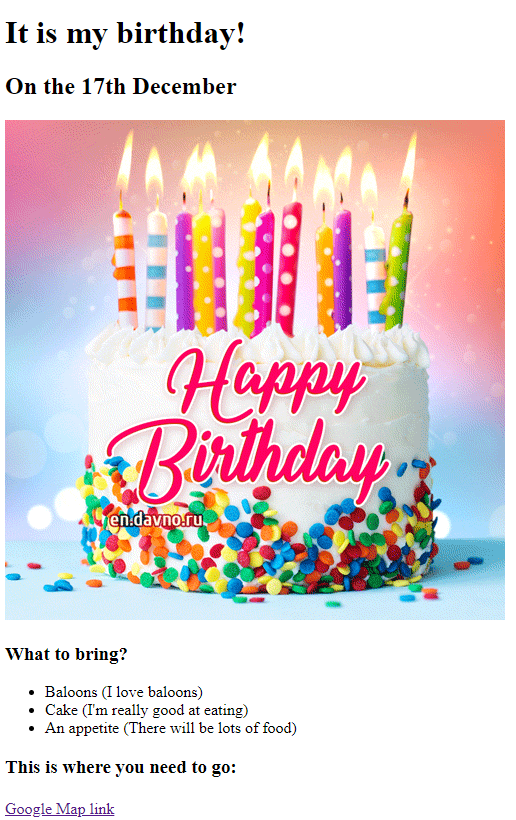 It is my birthday!
On the 17th December
Happy
Birthday
en.davno.ru
What to bring?
Baloons (I love baloons)
Cake (I'm really good at eating)
An appetite (There will be lots of food)
This is where you need to go:
Google Map link